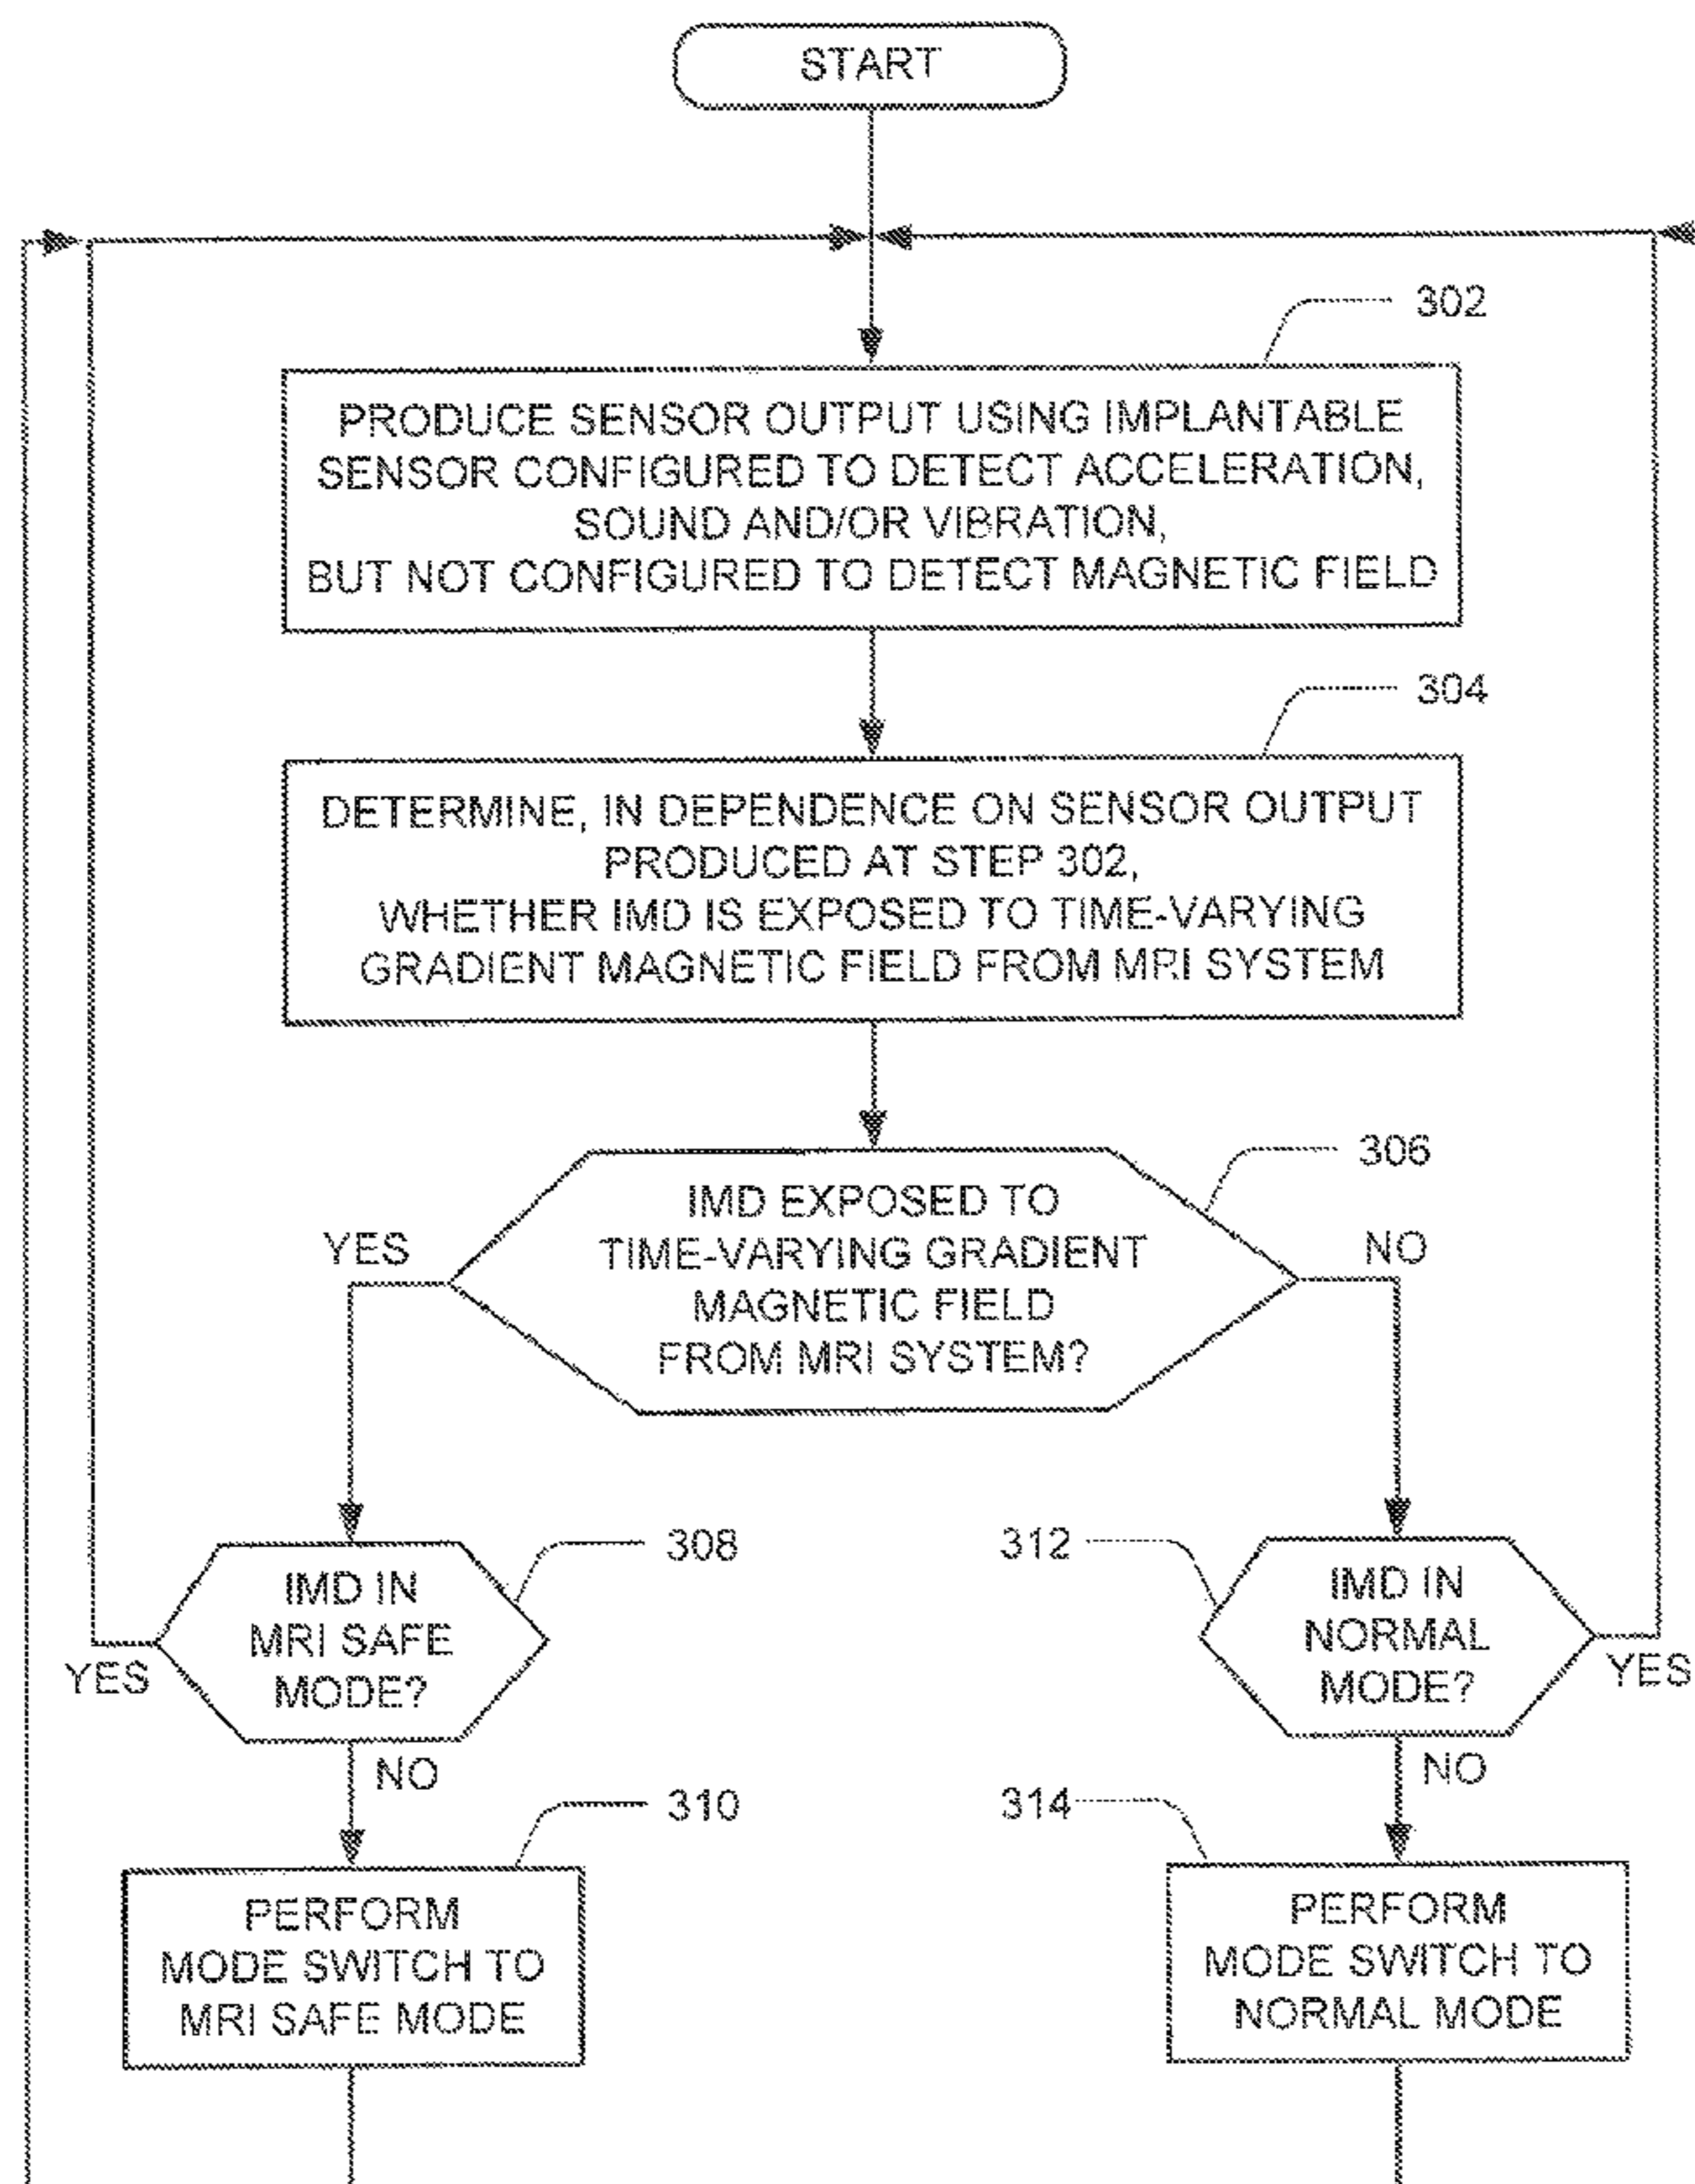 START
302
PRODUCE SENSOR OUTPUT USING IMPLANTABLE
SENSOR CONFIGURED TO DETECT ACCELERATION,
SOUND AND/OR VIBRATION,
BUT NOT CONFIGURED TO DETECT MAGNETIC FIELD
304
DETERMINE, IN DEPENDENCE ON SENSOR OUTPUT
PRODUCED AT STEP 302,
WHETHER IMD IS EXPOSED TO TIME-VARYING
GRADIENT MAGNETIC FIELD FROM MRI SYSTEM
306
IMD EXPOSED TO
TIME-VARYING GRADIENT
MAGNETIC FIELD
FROM MRI SYSTEM?
YES
NO
308
IMD IN
MRI SAFE
MODE?
YES
NO
312
IMD IN
NORMAL
MODE?
YES
NO
310
PERFORM
MODE SWITCH TO
MRI SAFE MODE
314
PERFORM
MODE SWITCH TO
NORMAL MODE